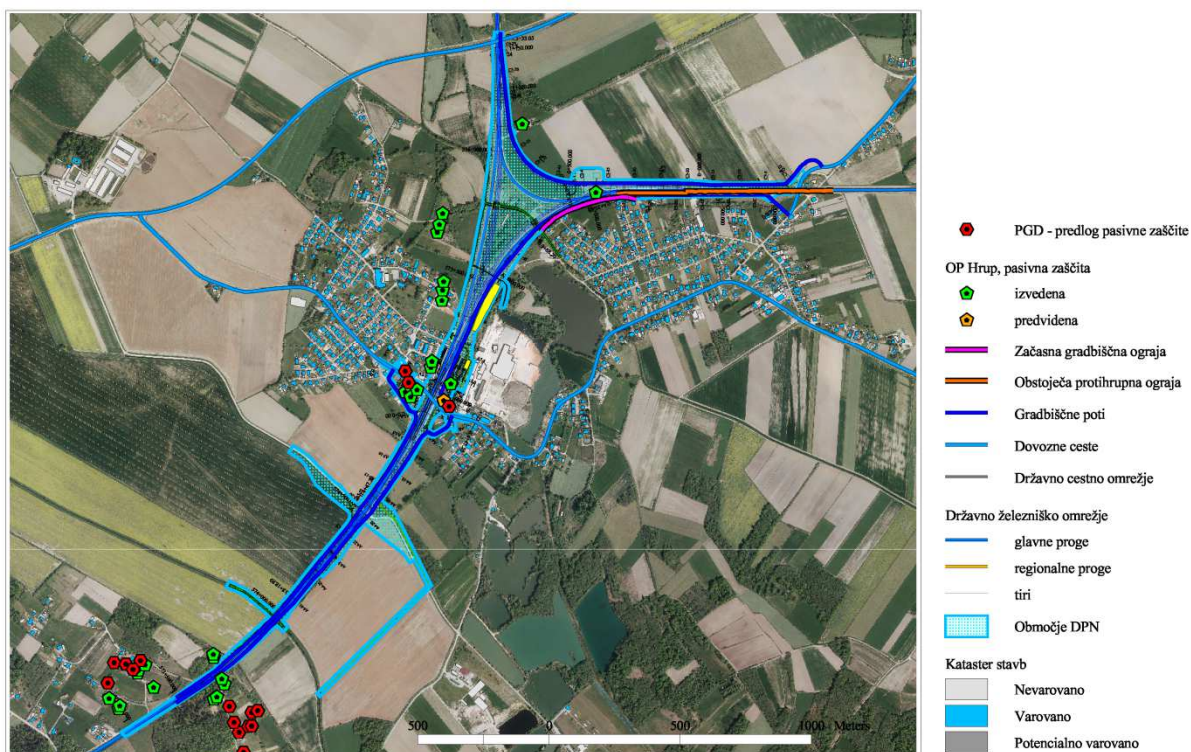 PGD - predlog pasivne zaščite
OP Hrup, pasivna zaščita
izvedena
predvidena
Začasna gradbiščna ograja
Obstoječa protihrupna ograja
Gradbiščne poti
Dovozne ceste
Državno cestno omrežje
Državno železniško omrežje
glavne proge
regionalne proge
tiri
Območje DPN
Kataster stavb
Nevarovano
Varovano
Potencialno varovano
500 0 500 1000 Meters